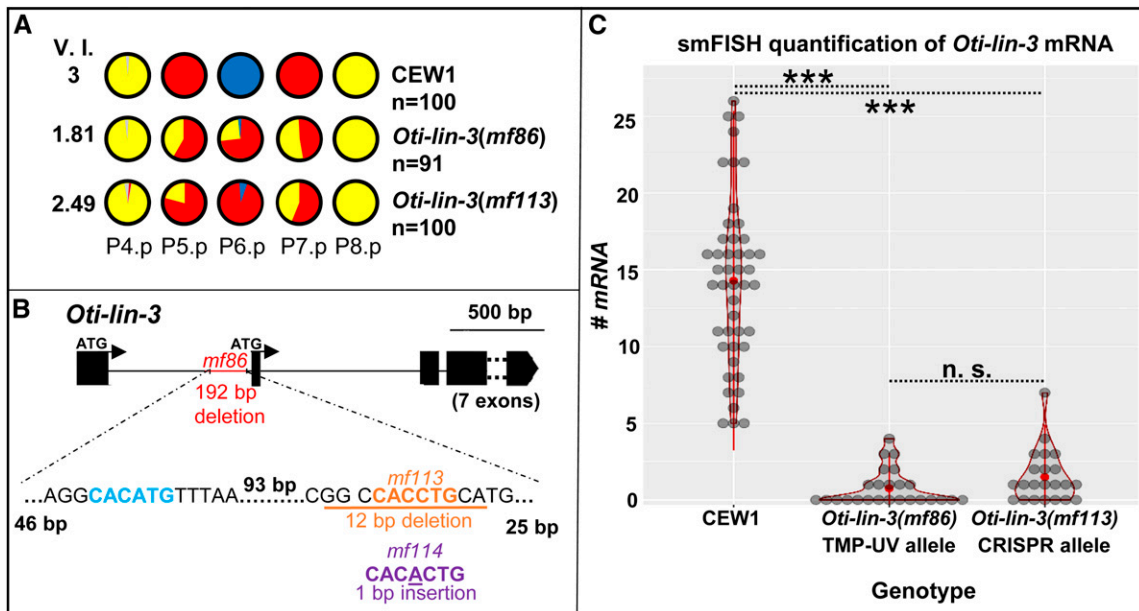 A
V. I.
3
CEW1
n=100
1.81
Oti-lin-3(mf86)
n=91
2.49
Oti-lin-3(mf113)
n=100
P4.p P5.p P6.p P7.p P8.p
B
Oti-lin-3
500 bp
ATG
ATG
mf86
192 bp
deletion
(7 exons)
93 bp
mf113
...AGGCACATGTTTAA.........CGG CCACCTGCATG...
46 bp
12 bp deletion
25 bp
mf114
CACACTG
1 bp insertion
C
smFISH quantification of Oti-lin-3 mRNA
***
***
n. s.
# mRNA
25
20
15
10
5
0
CEW1
Oti-lin-3(mf86)
TMP-UV allele
Oti-lin-3(mf113)
CRISPR allele
Genotype